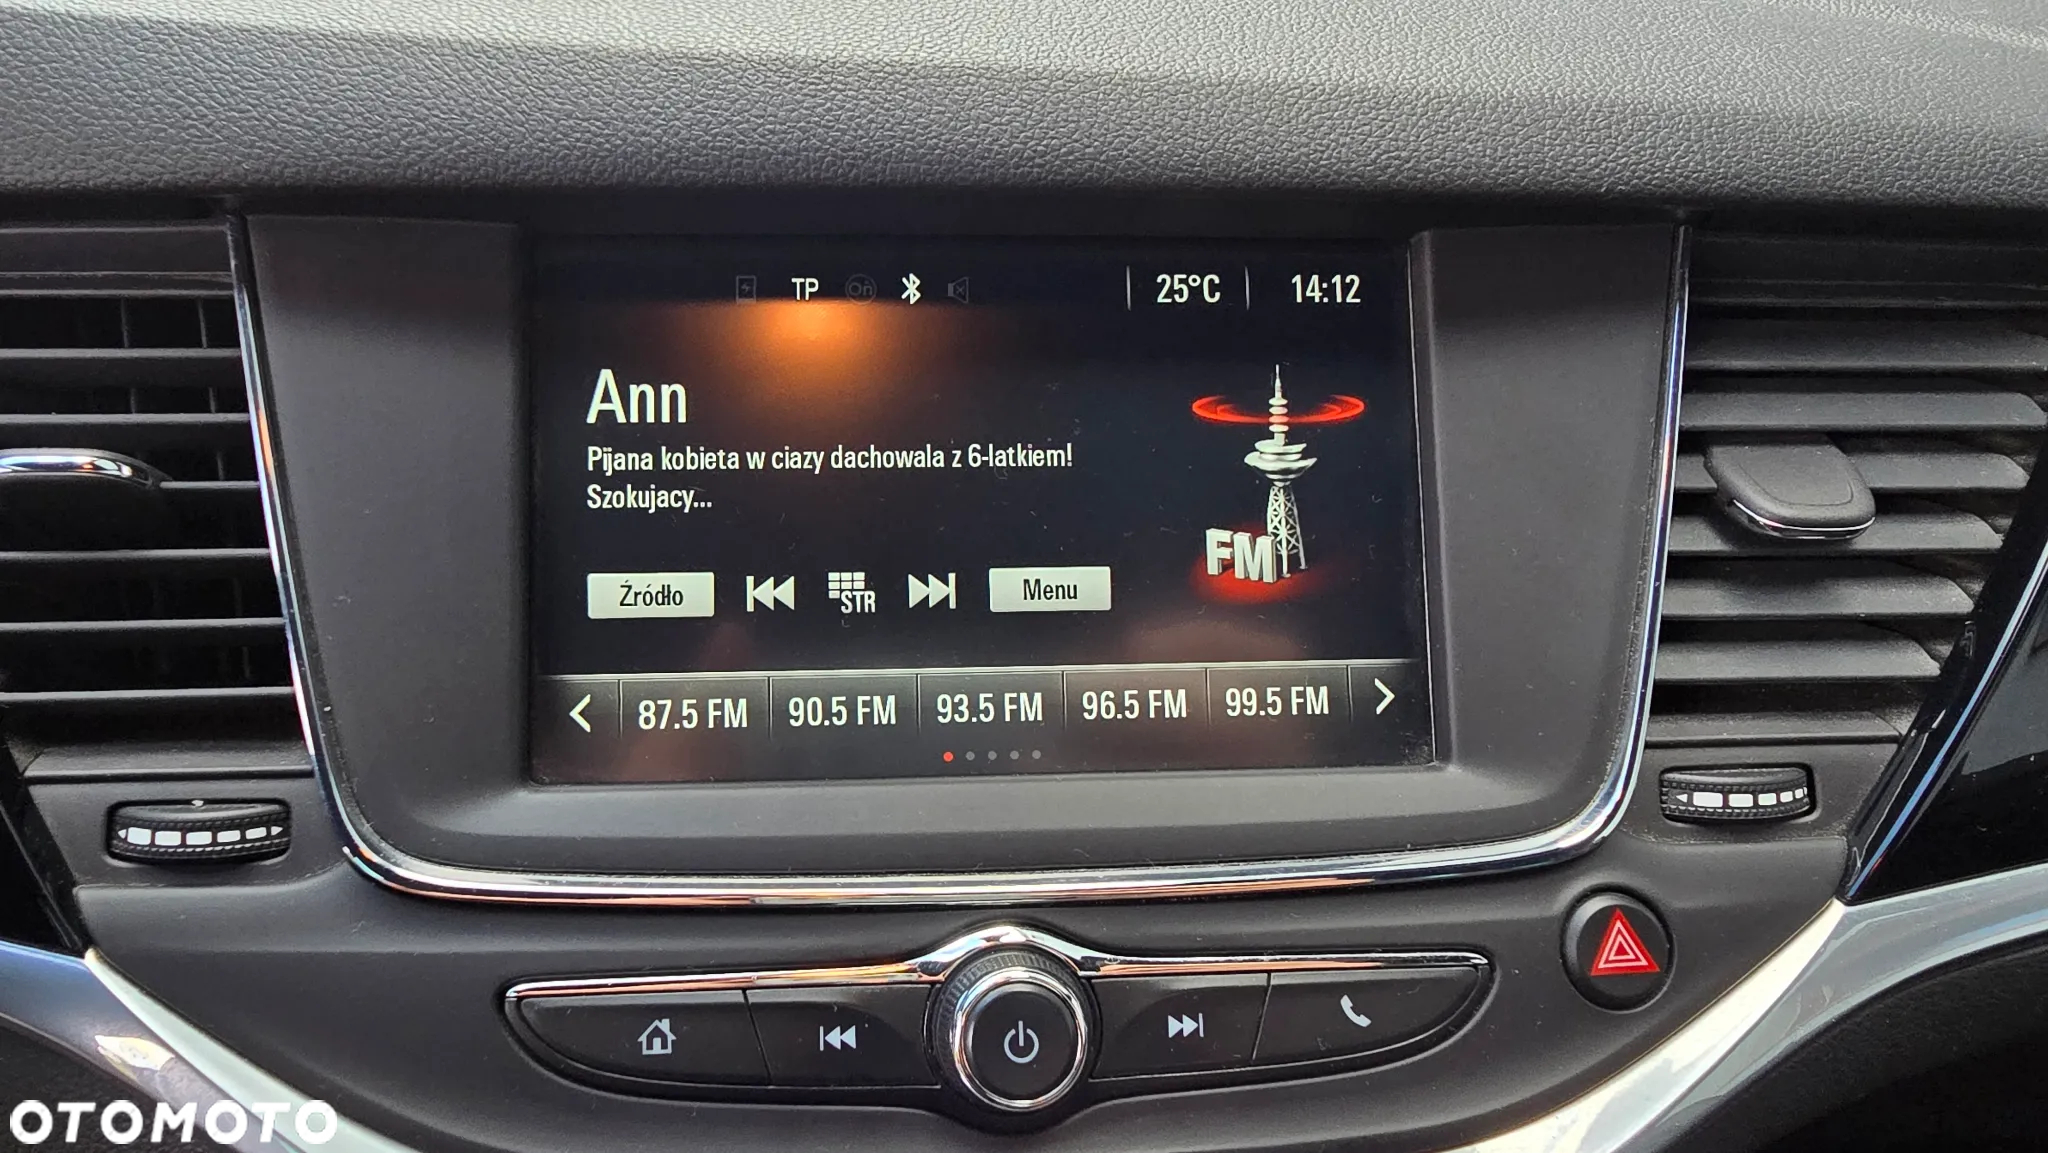 TP On 25°C 14:12
Ann
Pijana kobieta w ciazy dachowala z 6-latkiem!
Szokujacy...
FM
Źródło STR Menu
87.5 FM 90.5 FM 93.5 FM 96.5 FM 99.5 FM
OTOMOTO